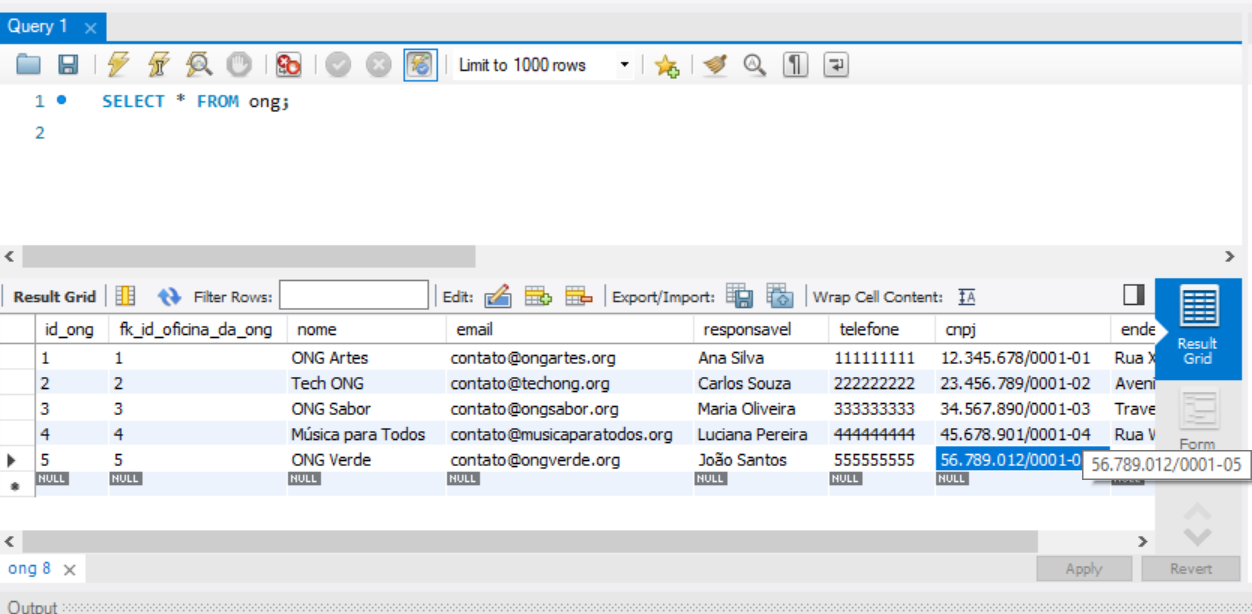 Query 1
Limit to 1000 rows
1 SELECT * FROM ong;
2
Result Grid Filter Rows: Edit: Export/Import: Wrap Cell Content:
id_ong fk_id_oficina_da_ong nome email responsavel telefone cnpj ende
1 1 ONG Artes contato@ongartes.org Ana Silva 111111111 12.345.678/0001-01 Rua X
2 2 Tech ONG contato@techong.org Carlos Souza 222222222 23.456.789/0001-02 Aveni
3 3 ONG Sabor contato@ongsabor.org Maria Oliveira 333333333 34.567.890/0001-03 Trave
4 4 Música para Todos contato@musicaparatodos.org Luciana Pereira 444444444 45.678.901/0001-04 Rua
5 5 ONG Verde contato@ongverde.org João Santos 555555555 56.789.012/0001-0
NULL NULL NULL NULL NULL NULL NULL
Result
Grid
Form
56.789.012/0001-05
ong 8
Apply Revert
Output